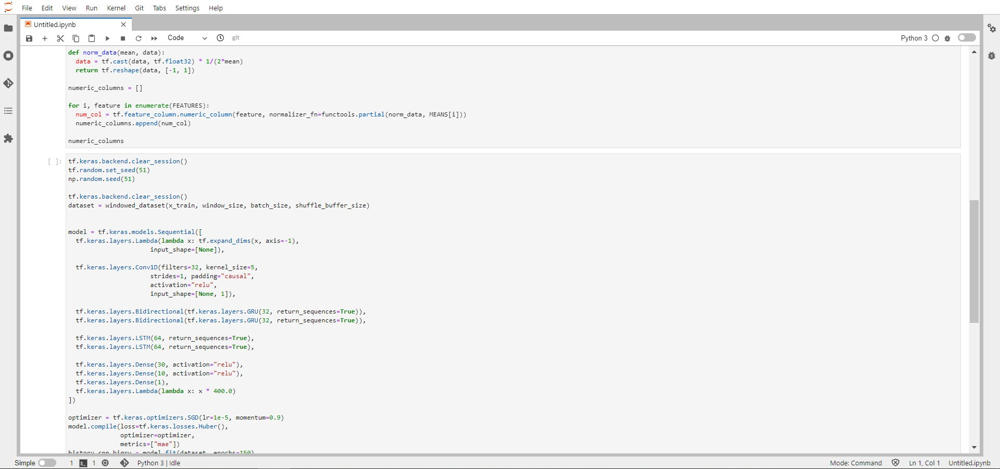 File Edit View Run Kernel Git Tabs Settings Help
Untitled.ipynb
Code git Python 3
def norm_data(mean, data):
  data = tf.cast(data, tf.float32) * 1/(2*mean)
  return tf.reshape(data, [-1, 1])
numeric_columns = []
for i, feature in enumerate(FEATURES):
  num_col = tf.feature_column.numeric_column(feature, normalizer_fn=functools.partial(norm_data, MEANS[i]))
  numeric_columns.append(num_col)
numeric_columns
[ ]: tf.keras.backend.clear_session()
tf.random.set_seed(51)
np.random.seed(51)
tf.keras.backend.clear_session()
dataset = windowed_dataset(x_train, window_size, batch_size, shuffle_buffer_size)
model = tf.keras.models.Sequential([
  tf.keras.layers.Lambda(lambda x: tf.expand_dims(x, axis=-1),
                      input_shape=[None]),
  tf.keras.layers.Conv1D(filters=32, kernel_size=5,
                      strides=1, padding="causal",
                      activation="relu",
                      input_shape=[None, 1]),
  tf.keras.layers.Bidirectional(tf.keras.layers.GRU(32, return_sequences=True)),
  tf.keras.layers.Bidirectional(tf.keras.layers.GRU(32, return_sequences=True)),
  tf.keras.layers.LSTM(64, return_sequences=True),
  tf.keras.layers.LSTM(64, return_sequences=True),
  tf.keras.layers.Dense(30, activation="relu"),
  tf.keras.layers.Dense(10, activation="relu"),
  tf.keras.layers.Dense(1),
  tf.keras.layers.Lambda(lambda x: x * 400.0)
])
optimizer = tf.keras.optimizers.SGD(lr=1e-5, momentum=0.9)
model.compile(loss=tf.keras.losses.Huber(),
              optimizer=optimizer,
              metrics=["mae"])
history_cnn_bigru = model.fit(dataset, epochs=150)
Simple 1 $_ 1 Python 3 | Idle Mode: Command Ln 1, Col 1 Untitled.ipynb